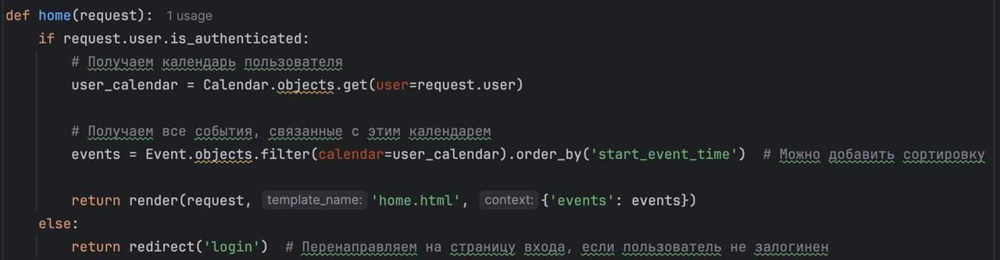 def home(request): 1 usage
if request.user.is_authenticated:
# Получаем календарь пользователя
user_calendar = Calendar.objects.get(user=request.user)
# Получаем все события, связанные с этим календарем
events = Event.objects.filter(calendar=user_calendar).order_by('start_event_time') # Можно добавить сортировку
return render(request, template_name: 'home.html', context: {'events': events})
else:
return redirect('login') # Перенаправляем на страницу входа, если пользователь не залогинен